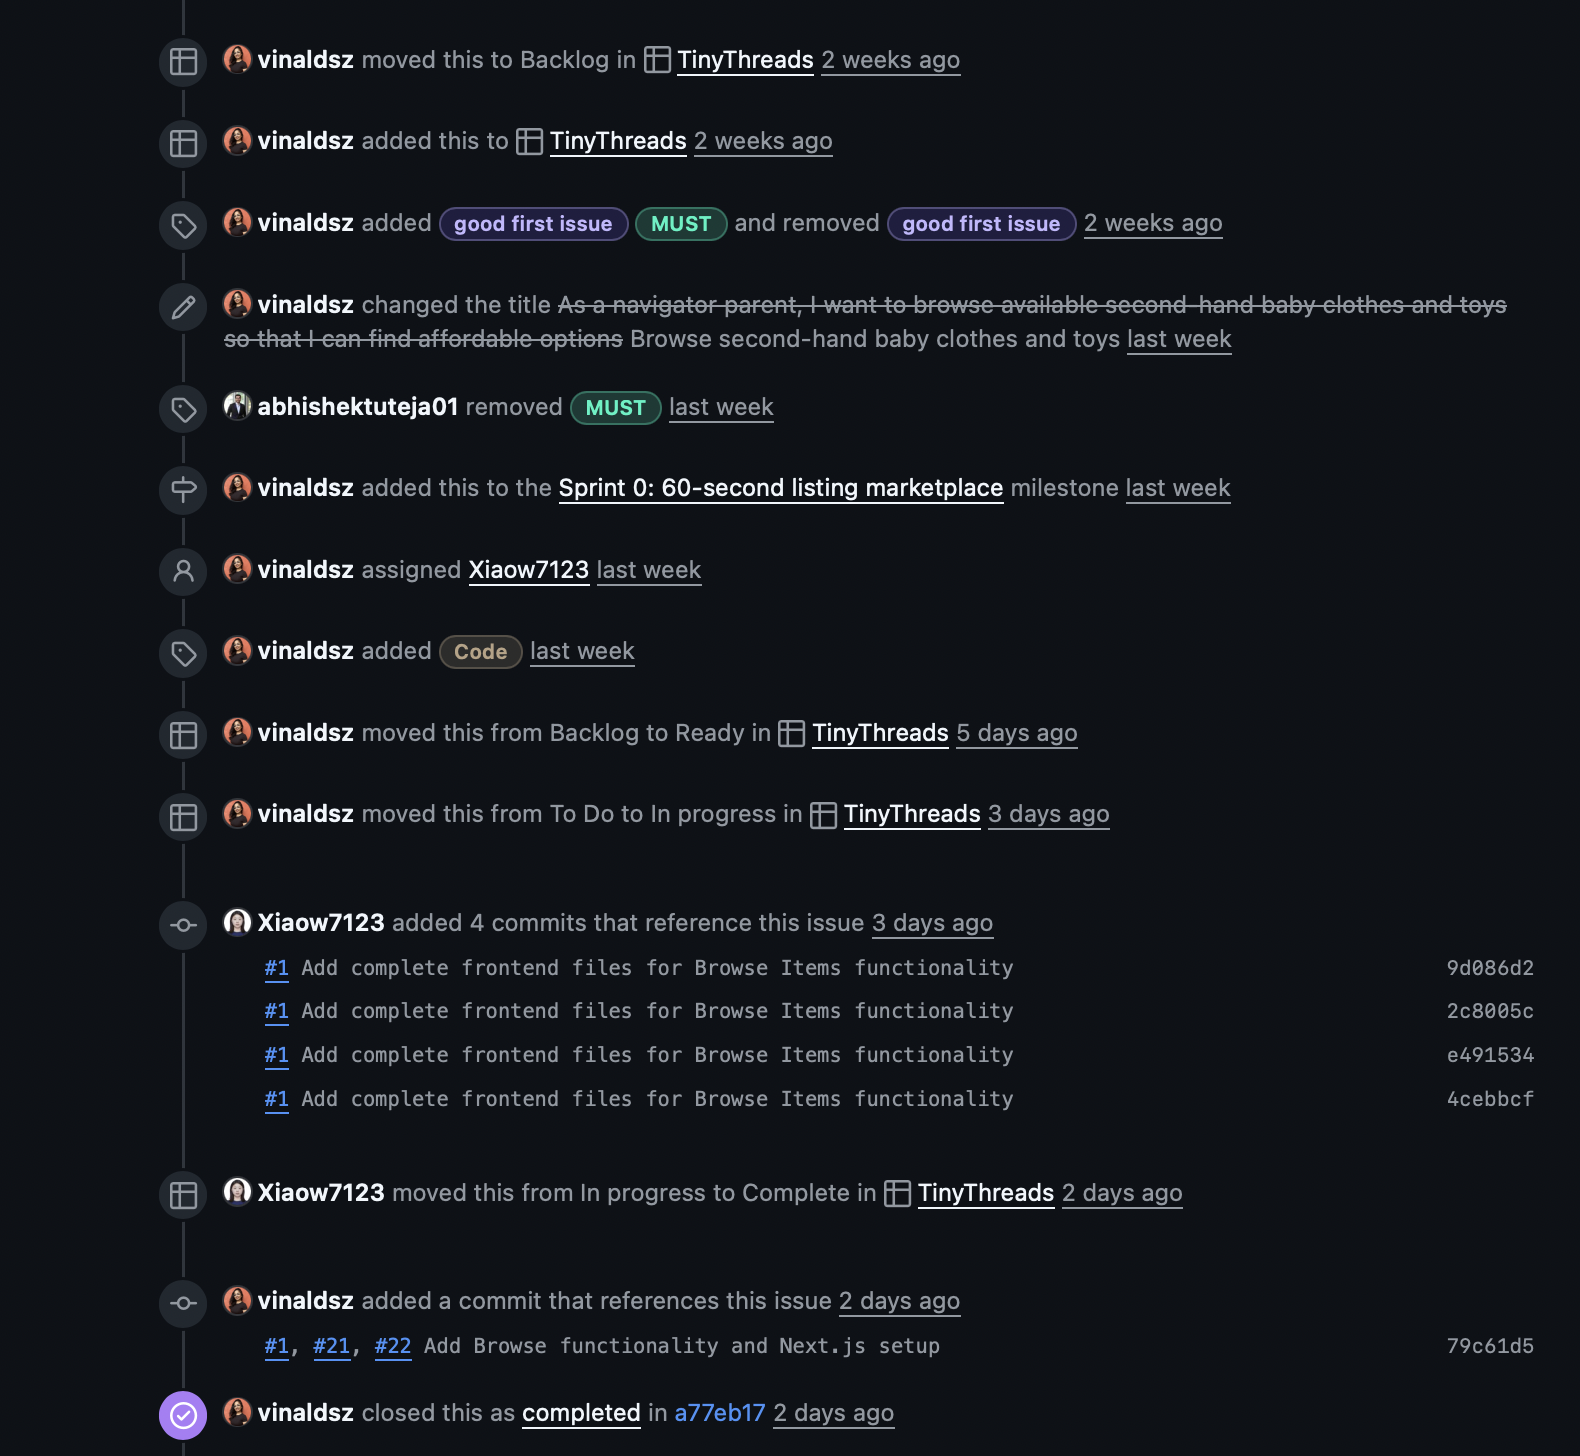 vinaldsz moved this to Backlog in TinyThreads 2 weeks ago
vinaldsz added this to TinyThreads 2 weeks ago
vinaldsz added good first issue MUST and removed good first issue 2 weeks ago
vinaldsz changed the title As a navigator parent, I want to browse available second-hand baby clothes and toys
so that I can find affordable options Browse second-hand baby clothes and toys last week
abhishektuteja01 removed MUST last week
vinaldsz added this to the Sprint 0: 60-second listing marketplace milestone last week
vinaldsz assigned Xiaow7123 last week
vinaldsz added Code last week
vinaldsz moved this from Backlog to Ready in TinyThreads 5 days ago
vinaldsz moved this from To Do to In progress in TinyThreads 3 days ago
Xiaow7123 added 4 commits that reference this issue 3 days ago
#1 Add complete frontend files for Browse Items functionality 9d086d2
#1 Add complete frontend files for Browse Items functionality 2c8005c
#1 Add complete frontend files for Browse Items functionality e491534
#1 Add complete frontend files for Browse Items functionality 4cebbcf
Xiaow7123 moved this from In progress to Complete in TinyThreads 2 days ago
vinaldsz added a commit that references this issue 2 days ago
#1, #21, #22 Add Browse functionality and Next.js setup 79c61d5
vinaldsz closed this as completed in a77eb17 2 days ago